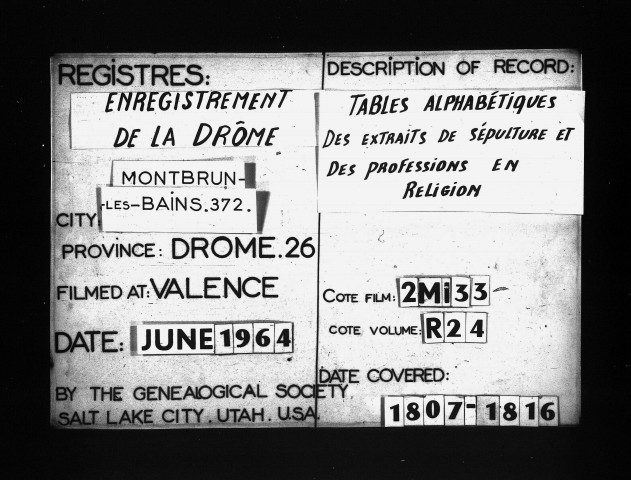 REGISTRES:
ENREGISTREMENT
DE LA DRÔME
MONTBRUN-
-LES-BAINS.372.
CITY:
PROVINCE: DROME.26
FILMED AT: VALENCE
DATE: JUNE 1964
BY THE GENEALOGICAL SOCIETY
SALT LAKE CITY. UTAH. U.S.A.
DESCRIPTION OF RECORD:
TABLES ALPHABÉTIQUES
DES EXTRAITS DE SÉPULTURE ET
DES PROFESSIONS EN
RELIGION
COTE FILM: 2Mi33
COTE VOLUME: R24
DATE COVERED:
1807-1816